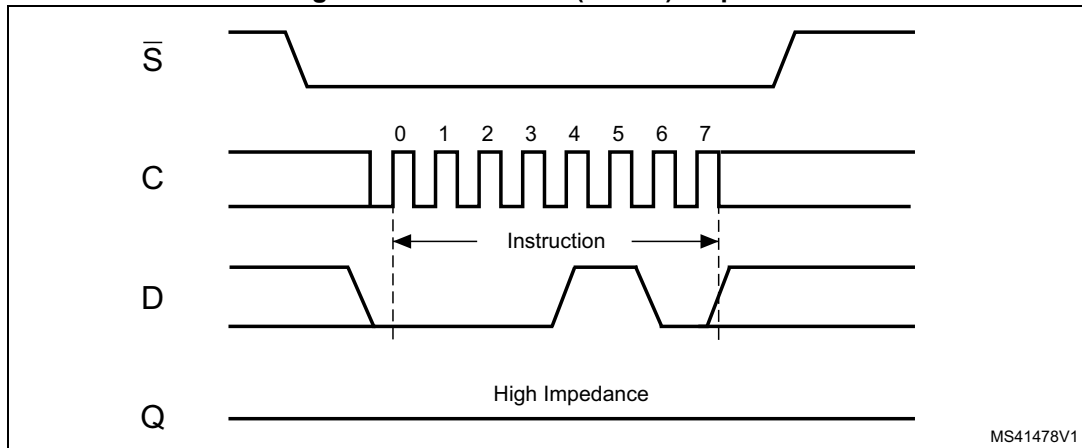 S̅
0 1 2 3 4 5 6 7
C
Instruction
D
High Impedance
Q
MS41478V1